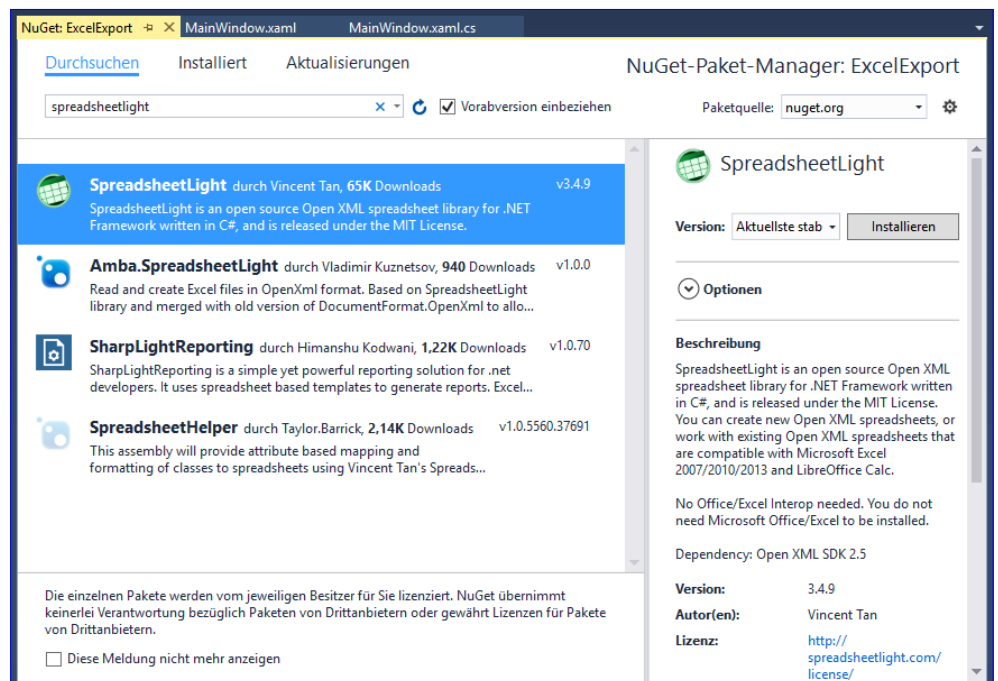 NuGet: ExcelExport MainWindow.xaml MainWindow.xaml.cs
Durchsuchen Installiert Aktualisierungen
NuGet-Paket-Manager: ExcelExport
spreadsheetlight Vorabversion einbeziehen
Paketquelle: nuget.org
SpreadsheetLight durch Vincent Tan, 65K Downloads v3.4.9
SpreadsheetLight is an open source Open XML spreadsheet library for .NET
Framework written in C#, and is released under the MIT License.
Amba.SpreadsheetLight durch Vladimir Kuznetsov, 940 Downloads v1.0.0
Read and create Excel files in OpenXml format. Based on SpreadsheetLight
library and merged with old version of DocumentFormat.OpenXml to allo...
SharpLightReporting durch Himanshu Kodwani, 1,22K Downloads v1.0.70
SharpLightReporting is a simple yet powerful reporting solution for .net
developers. It uses spreadsheet based templates to generate reports. Excel...
SpreadsheetHelper durch Taylor.Barrick, 2,14K Downloads v1.0.5560.37691
This assembly will provide attribute based mapping and
formatting of classes to spreadsheets using Vincent Tan's Spreads...
Die einzelnen Pakete werden vom jeweiligen Besitzer für Sie lizenziert. NuGet übernimmt
keinerlei Verantwortung bezüglich Paketen von Drittanbietern oder gewährt Lizenzen für Pakete
von Drittanbietern.
Diese Meldung nicht mehr anzeigen
SpreadsheetLight
Version: Aktuellste stab Installieren
Optionen
Beschreibung
SpreadsheetLight is an open source Open XML
spreadsheet library for .NET Framework written
in C#, and is released under the MIT License.
You can create new Open XML spreadsheets, or
work with existing Open XML spreadsheets that
are compatible with Microsoft Excel
2007/2010/2013 and LibreOffice Calc.
No Office/Excel Interop needed. You do not
need Microsoft Office/Excel to be installed.
Dependency: Open XML SDK 2.5
Version: 3.4.9
Autor(en): Vincent Tan
Lizenz: http://
spreadsheetlight.com/
license/